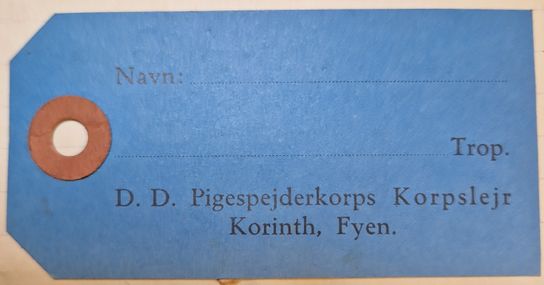 Navn:
Trop.
D. D. Pigespejderkorps Korpslejr
Korinth, Fyen.